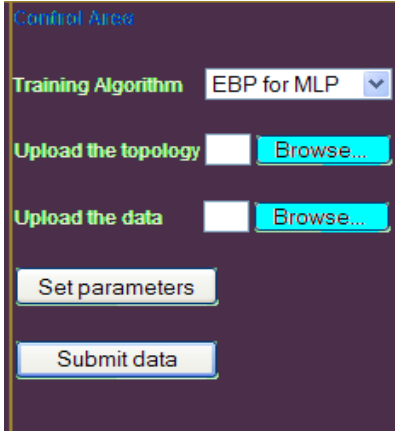 Control Area
Training Algorithm EBP for MLP
Upload the topology Browse...
Upload the data Browse...
Set parameters
Submit data